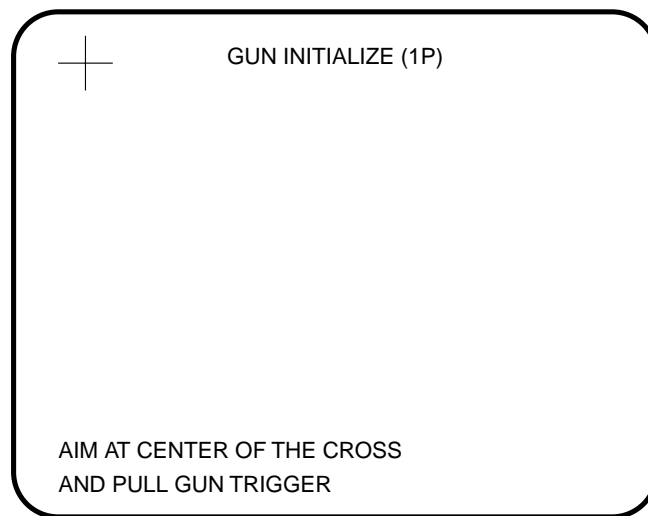 GUN INITIALIZE (1P)
AIM AT CENTER OF THE CROSS
AND PULL GUN TRIGGER